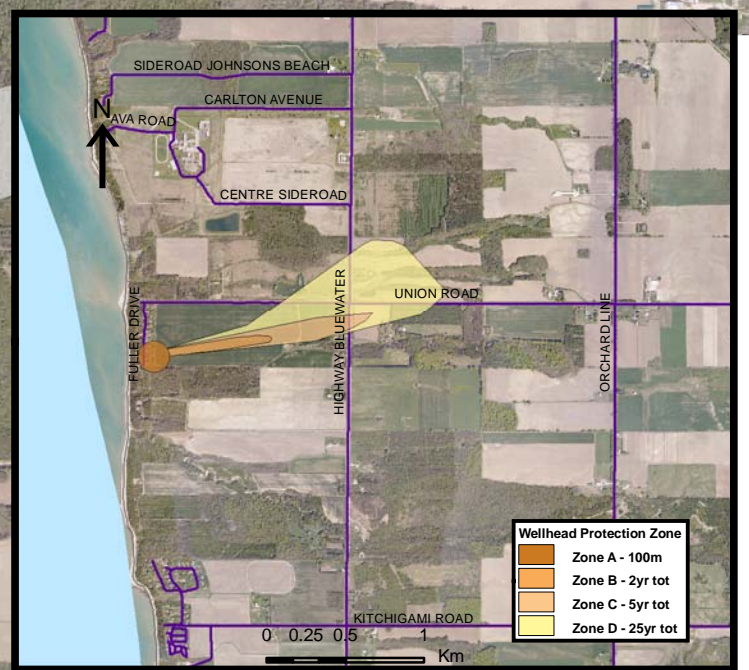 SIDEROAD JOHNSONS BEACH
CARLTON AVENUE
N
AVA ROAD
CENTRE SIDEROAD
FULLER DRIVE
HIGHWAY BLUEWATER
UNION ROAD
ORCHARD LINE
Wellhead Protection Zone
Zone A - 100m
Zone B - 2yr tot
Zone C - 5yr tot
Zone D - 25yr tot
KITCHIGAMI ROAD
0 0.25 0.5 1
Km